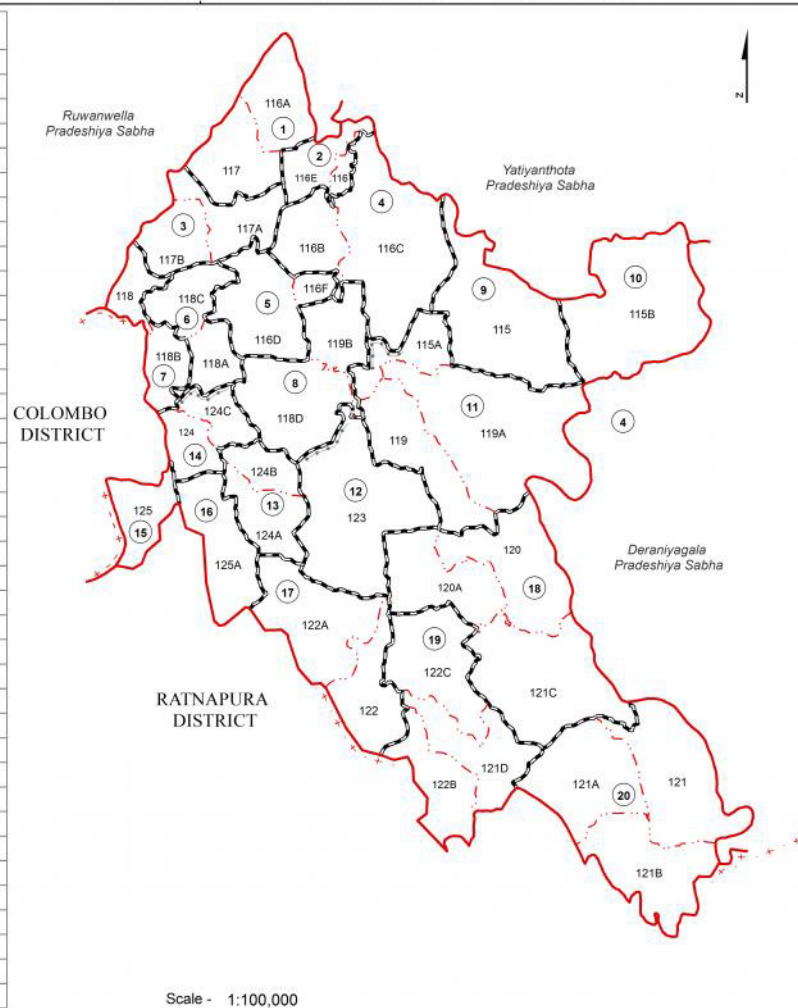 116A
1
Ruwanwella
Pradeshiya Sabha
N
2
117
116E
116
Yatiyanthota
Pradeshiya Sabha
4
3
117A
116B
116C
117B
10
118
118C
116F
9
5
6
115
115B
116D
119B
115A
118B
118A
7
8
11
COLOMBO
DISTRICT
124C
118D
4
124
119
119A
14
124B
12
125
16
13
123
15
124A
120
Deraniyagala
Pradeshiya Sabha
125A
17
120A
18
122A
19
122C
RATNAPURA
DISTRICT
122
121C
121D
122B
121A
20
121
121B
Scale - 1:100,000